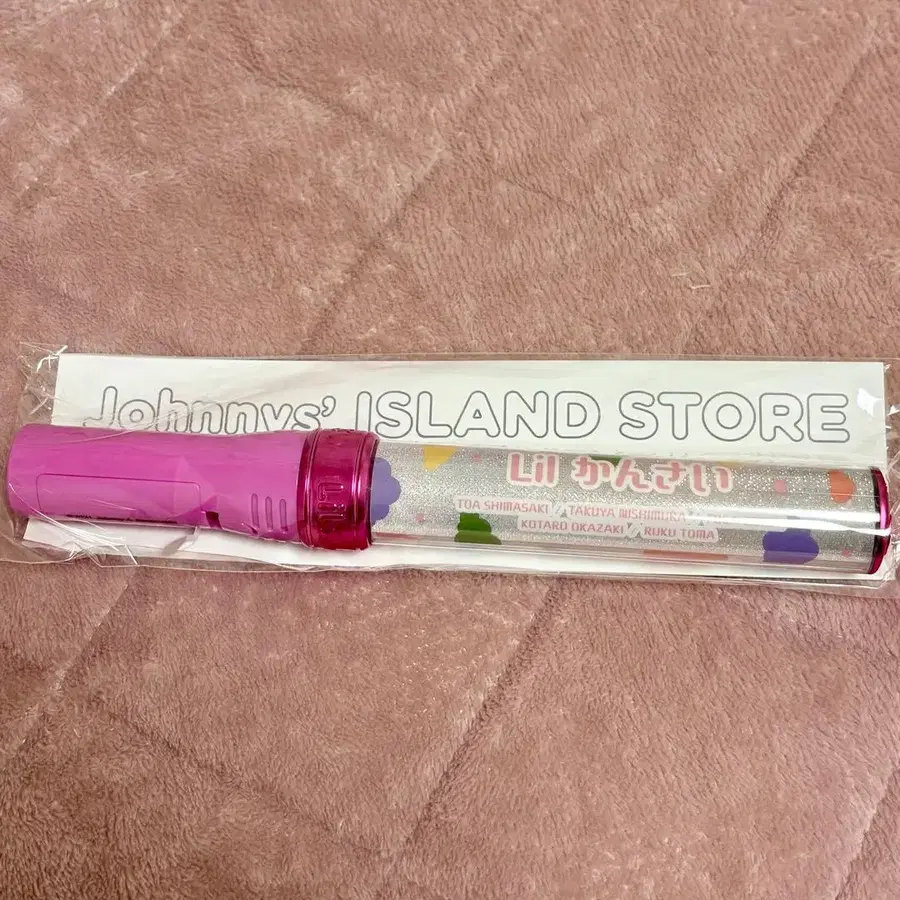 Johnnys' ISLAND STORE
Lil かんさい
TOA SHIMASAKI // TAKUYA NISHIMURA //
KOTARO OKAZAKI // RUKU TOMA